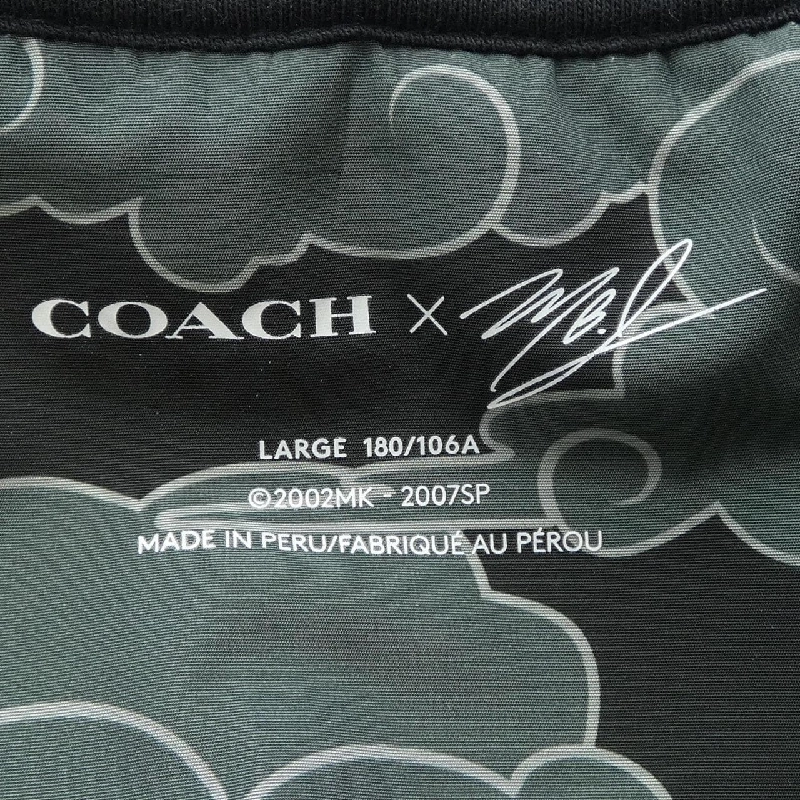 COACH ×
LARGE 180/106A
©2002MK - 2007SP
MADE IN PERU/FABRIQUÉ AU PÉROU